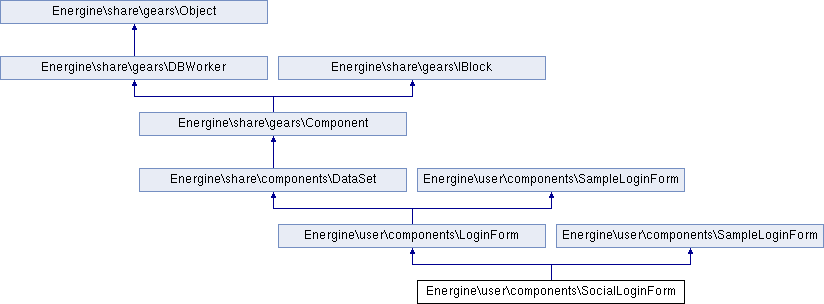 Energine\share\gears\Object
Energine\share\gears\DBWorker
Energine\share\gears\IBlock
Energine\share\gears\Component
Energine\share\components\DataSet
Energine\user\components\SampleLoginForm
Energine\user\components\LoginForm
Energine\user\components\SampleLoginForm
Energine\user\components\SocialLoginForm